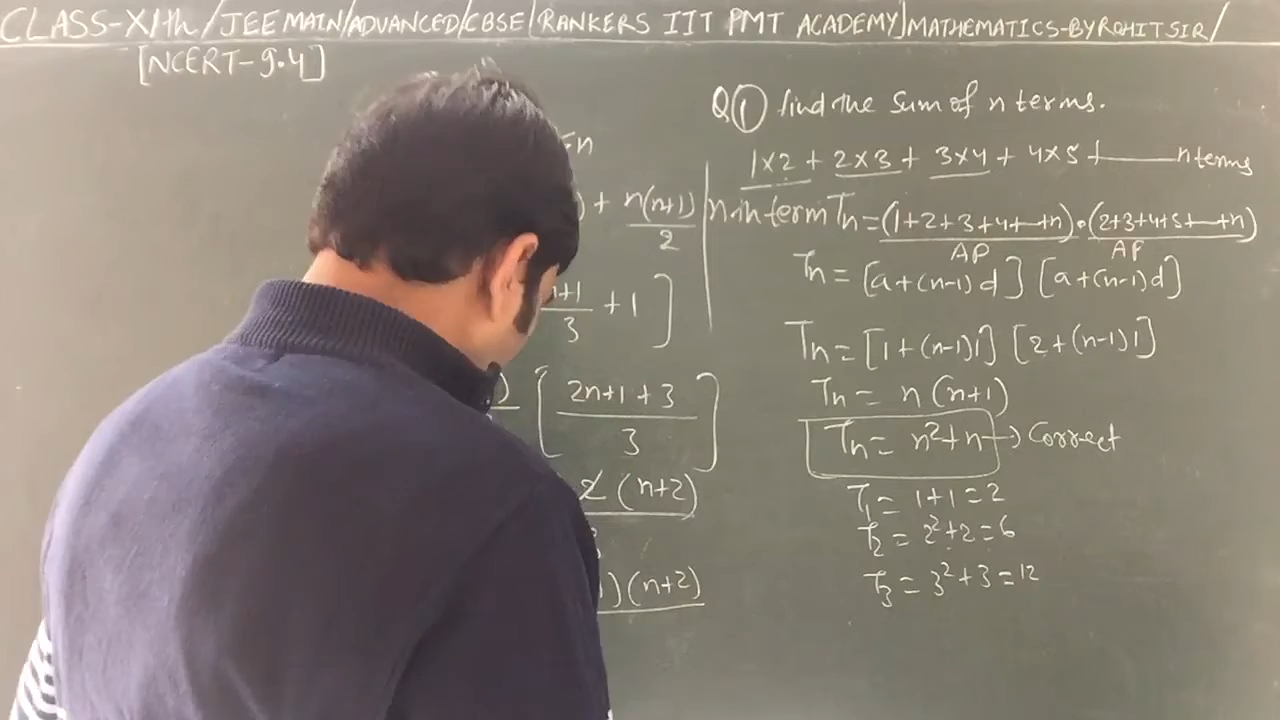 CLASS-XIth/JEE MAIN/ADVANCED/CBSE/RANKERS IIT PMT ACADEMY]MATHEMATICS-BY ROHIT SIR/
[NCERT-9.4]
Q① find the sum of n terms.
1×2 + 2×3 + 3×4 + 4×5 + ——— n terms
n-th term Tn = (1+2+3+4+—+n)•(2+3+4+5+—+n)
AP AP
Tn = [a+(n-1)d] [a+(n-1)d]
Tn = [1+(n-1)1] [2+(n-1)1]
Tn = n(n+1)
Tn = n²+n → Correct
T1 = 1+1=2
T2 = 2²+2=6
T3 = 3²+3=12
n
) + n(n+1)/2
n+1/3 + 1]
) [2n+1+3/3]
2(n+2)
)(n+2)